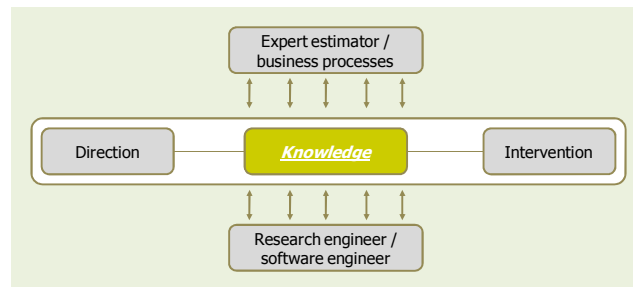 Expert estimator /
business processes
Direction
Knowledge
Intervention
Research engineer /
software engineer